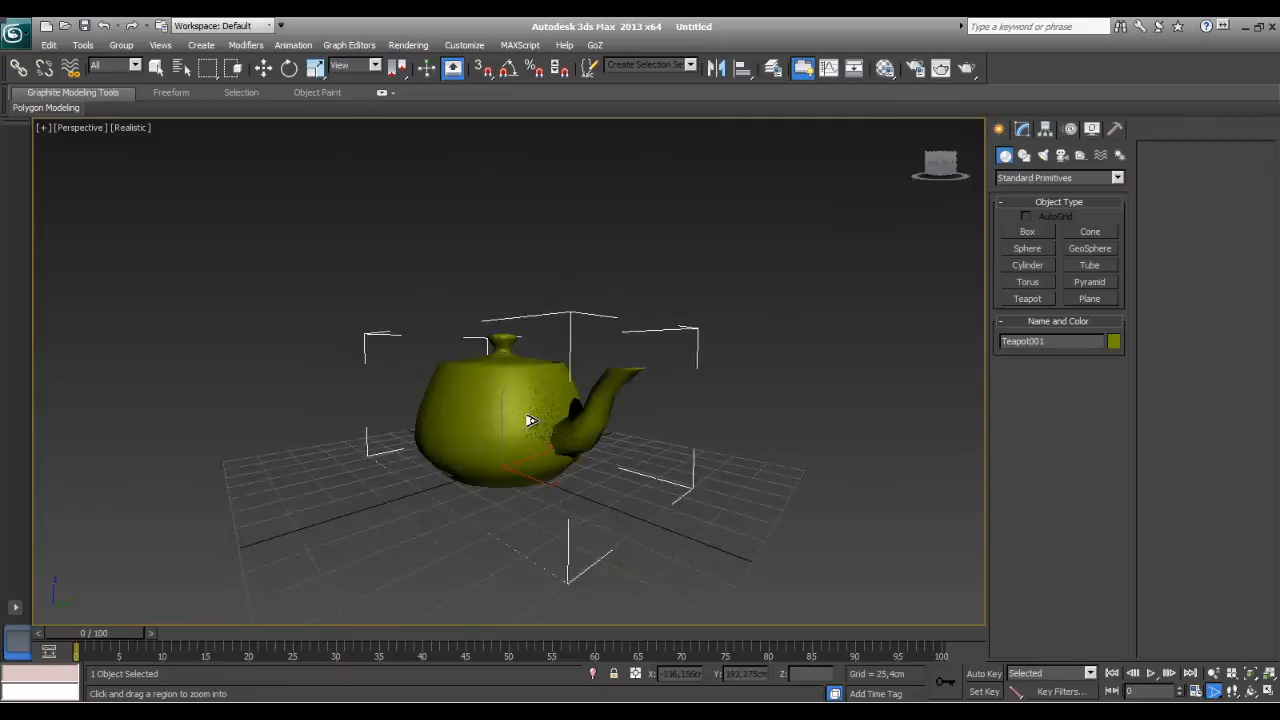 Workspace: Default
Autodesk 3ds Max 2013 x64 Untitled
Type a keyword or phrase
Edit Tools Group Views Create Modifiers Animation Graph Editors Rendering Customize MAXScript Help GoZ
All
View
Create Selection Se
Graphite Modeling Tools Freeform Selection Object Paint
Polygon Modeling
[+] [Perspective] [Realistic]
Standard Primitives
- Object Type
AutoGrid
Box Cone
Sphere GeoSphere
Cylinder Tube
Torus Pyramid
Teapot Plane
- Name and Color
Teapot001
z
< 0 / 100 >
5 10 15 20 25 30 35 40 45 50 55 60 65 70 75 80 85 90 95 100
1 Object Selected
X: -136,156cm Y: 193,275cm Z: Grid = 25,4cm
Auto Key Selected
Click and drag a region to zoom into
Add Time Tag
Set Key Key Filters... 0